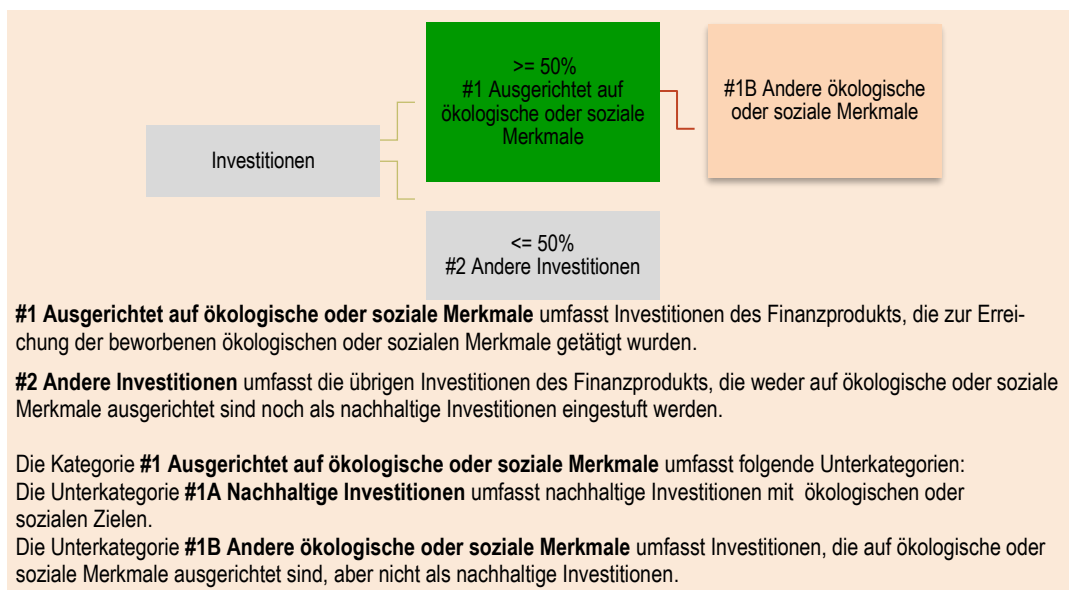 >= 50%
#1 Ausgerichtet auf
ökologische oder soziale
Merkmale
#1B Andere ökologische
oder soziale Merkmale
Investitionen
<= 50%
#2 Andere Investitionen
#1 Ausgerichtet auf ökologische oder soziale Merkmale umfasst Investitionen des Finanzprodukts, die zur Errei-
chung der beworbenen ökologischen oder sozialen Merkmale getätigt wurden.
#2 Andere Investitionen umfasst die übrigen Investitionen des Finanzprodukts, die weder auf ökologische oder soziale
Merkmale ausgerichtet sind noch als nachhaltige Investitionen eingestuft werden.
Die Kategorie #1 Ausgerichtet auf ökologische oder soziale Merkmale umfasst folgende Unterkategorien:
Die Unterkategorie #1A Nachhaltige Investitionen umfasst nachhaltige Investitionen mit ökologischen oder
sozialen Zielen.
Die Unterkategorie #1B Andere ökologische oder soziale Merkmale umfasst Investitionen, die auf ökologische oder
soziale Merkmale ausgerichtet sind, aber nicht als nachhaltige Investitionen.